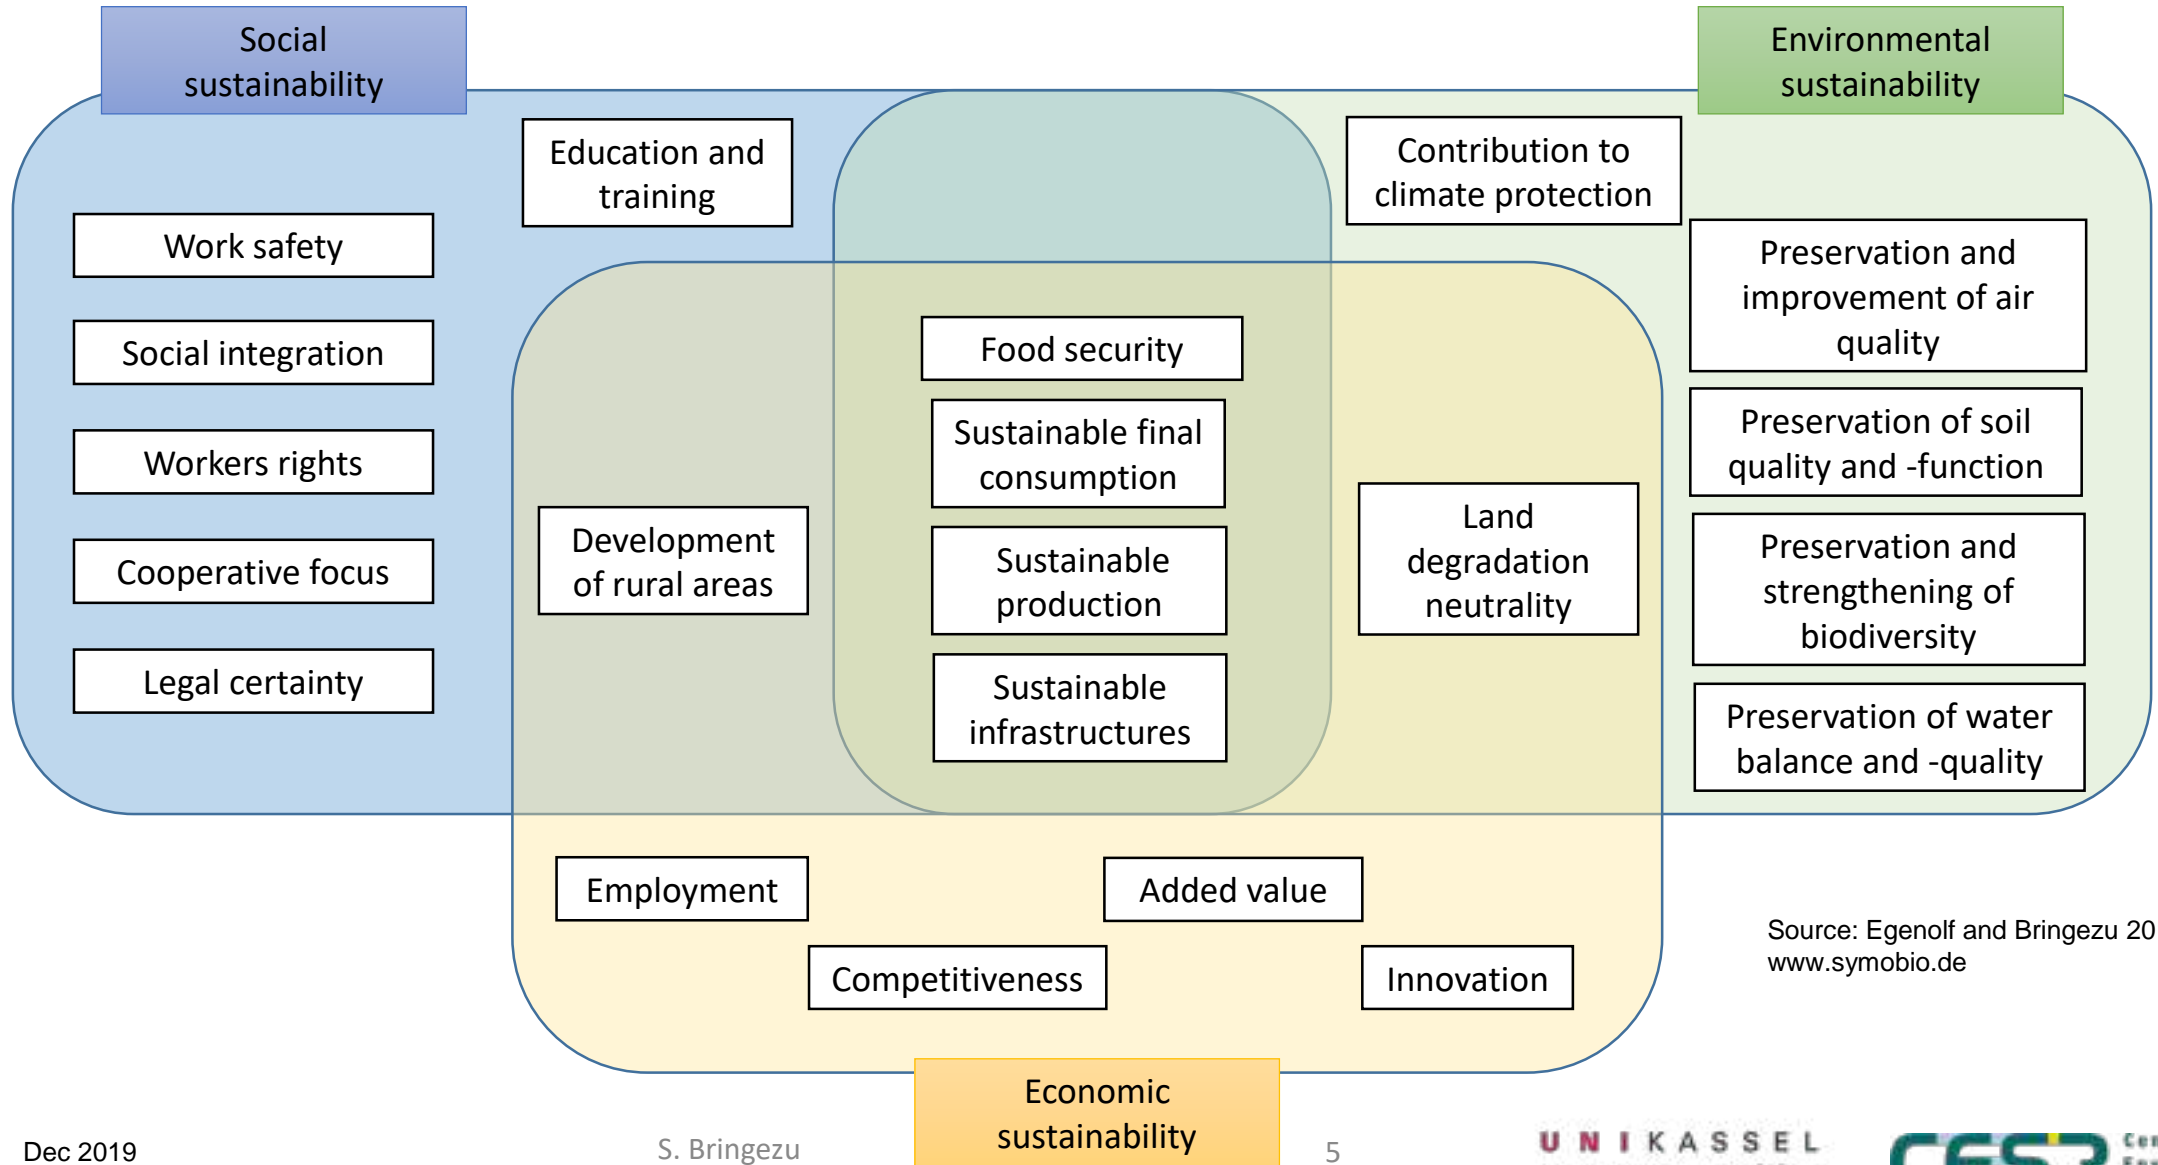 Social
sustainability
Environmental
sustainability
Education and
training
Contribution to
climate protection
Work safety
Social integration
Workers rights
Cooperative focus
Legal certainty
Development
of rural areas
Food security
Sustainable final
consumption
Sustainable
production
Sustainable
infrastructures
Land
degradation
neutrality
Preservation and
improvement of air
quality
Preservation of soil
quality and -function
Preservation and
strengthening of
biodiversity
Preservation of water
balance and -quality
Employment
Added value
Competitiveness
Innovation
Source: Egenolf and Bringezu 20
www.symobio.de
Economic
sustainability
Dec 2019
S. Bringezu
5
UNIKASSEL